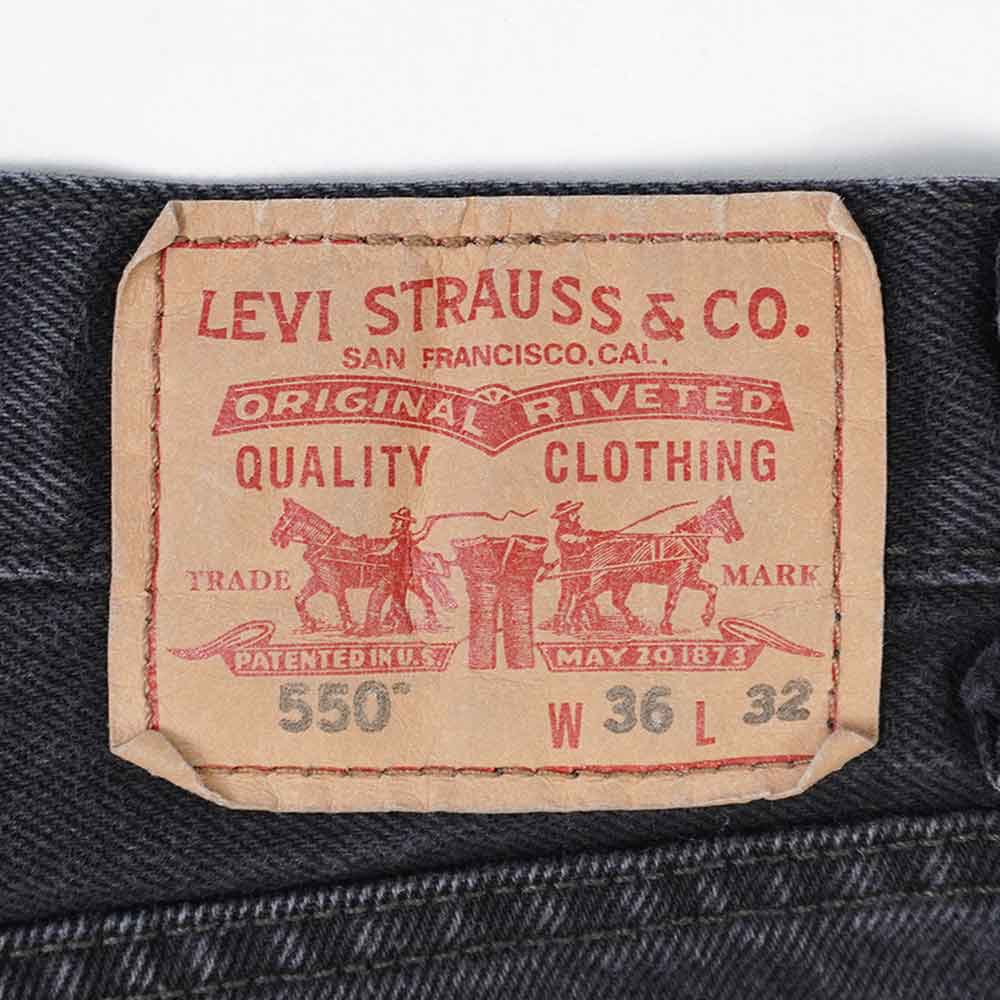 LEVI STRAUSS & CO.
SAN FRANCISCO, CAL.
ORIGINAL RIVETED
QUALITY CLOTHING
TRADE MARK
PATENTED IN U.S. MAY 20 1873
550™ W 36 L 32